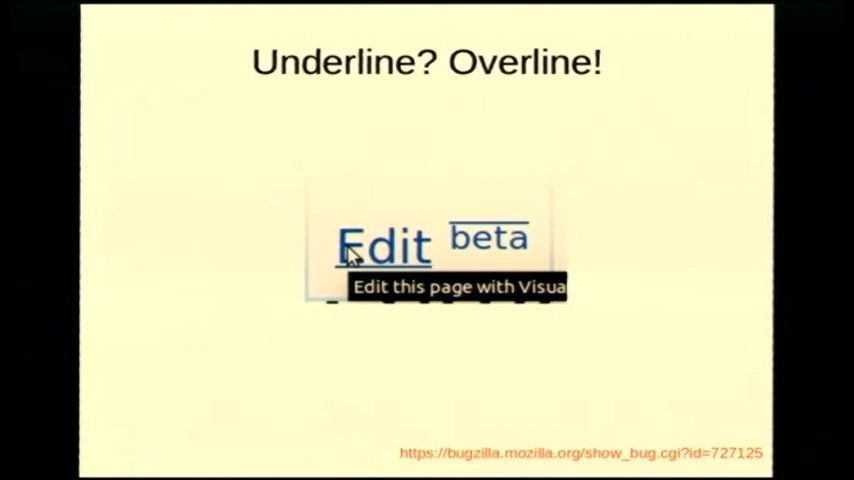 Underline? Overline!
Edit beta
Edit this page with Visua
https://bugzilla.mozilla.org/show_bug.cgi?id=727125